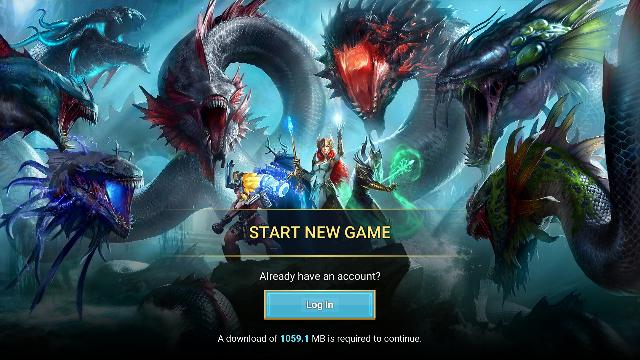 START NEW GAME
Already have an account?
Log In
A download of 1059.1 MB is required to continue.